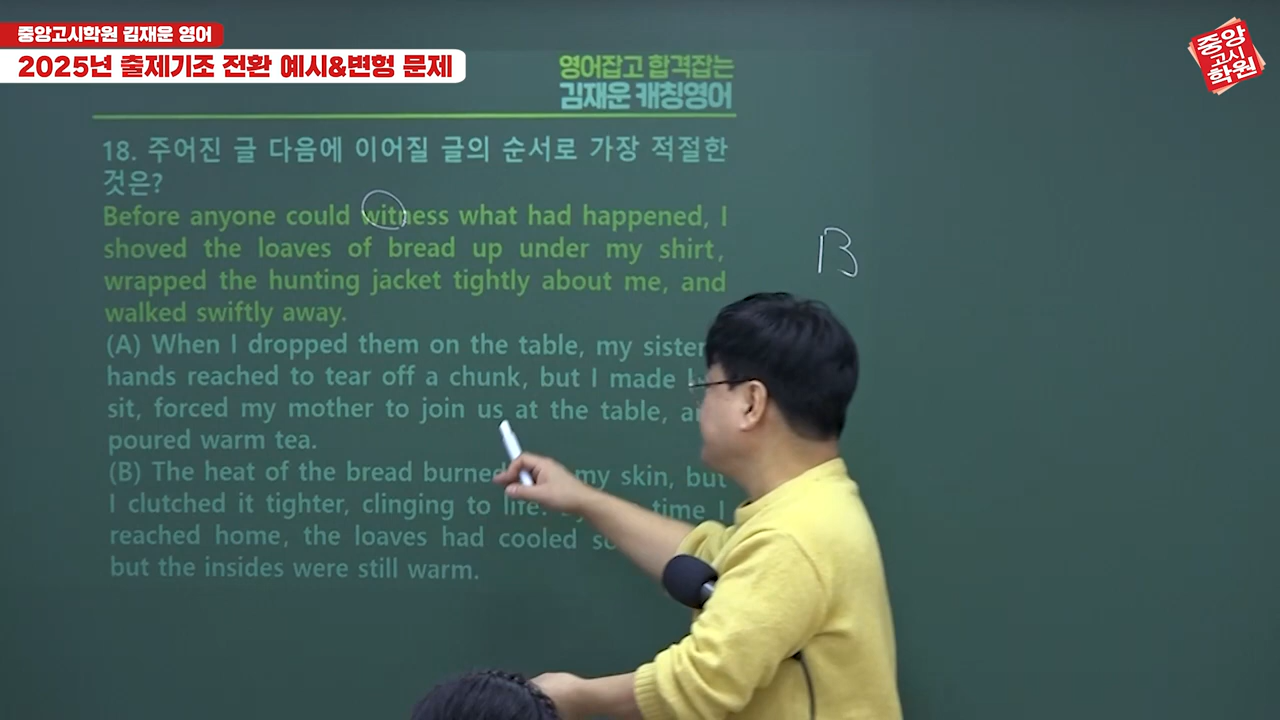 중앙고시학원 김재운 영어
2025년 출제기조 전환 예시&변형 문제
중앙
고시
학원
영어잡고 합격잡는
김재운 캐칭영어
18. 주어진 글 다음에 이어질 글의 순서로 가장 적절한
것은?
Before anyone could witness what had happened, I
shoved the loaves of bread up under my shirt,
wrapped the hunting jacket tightly about me, and
walked swiftly away.
(A) When I dropped them on the table, my sister
hands reached to tear off a chunk, but I made
sit, forced my mother to join us at the table,
poured warm tea.
(B) The heat of the bread burned my skin, but
I clutched it tighter, clinging to life. time I
reached home, the loaves had cooled
but the insides were still warm.
B